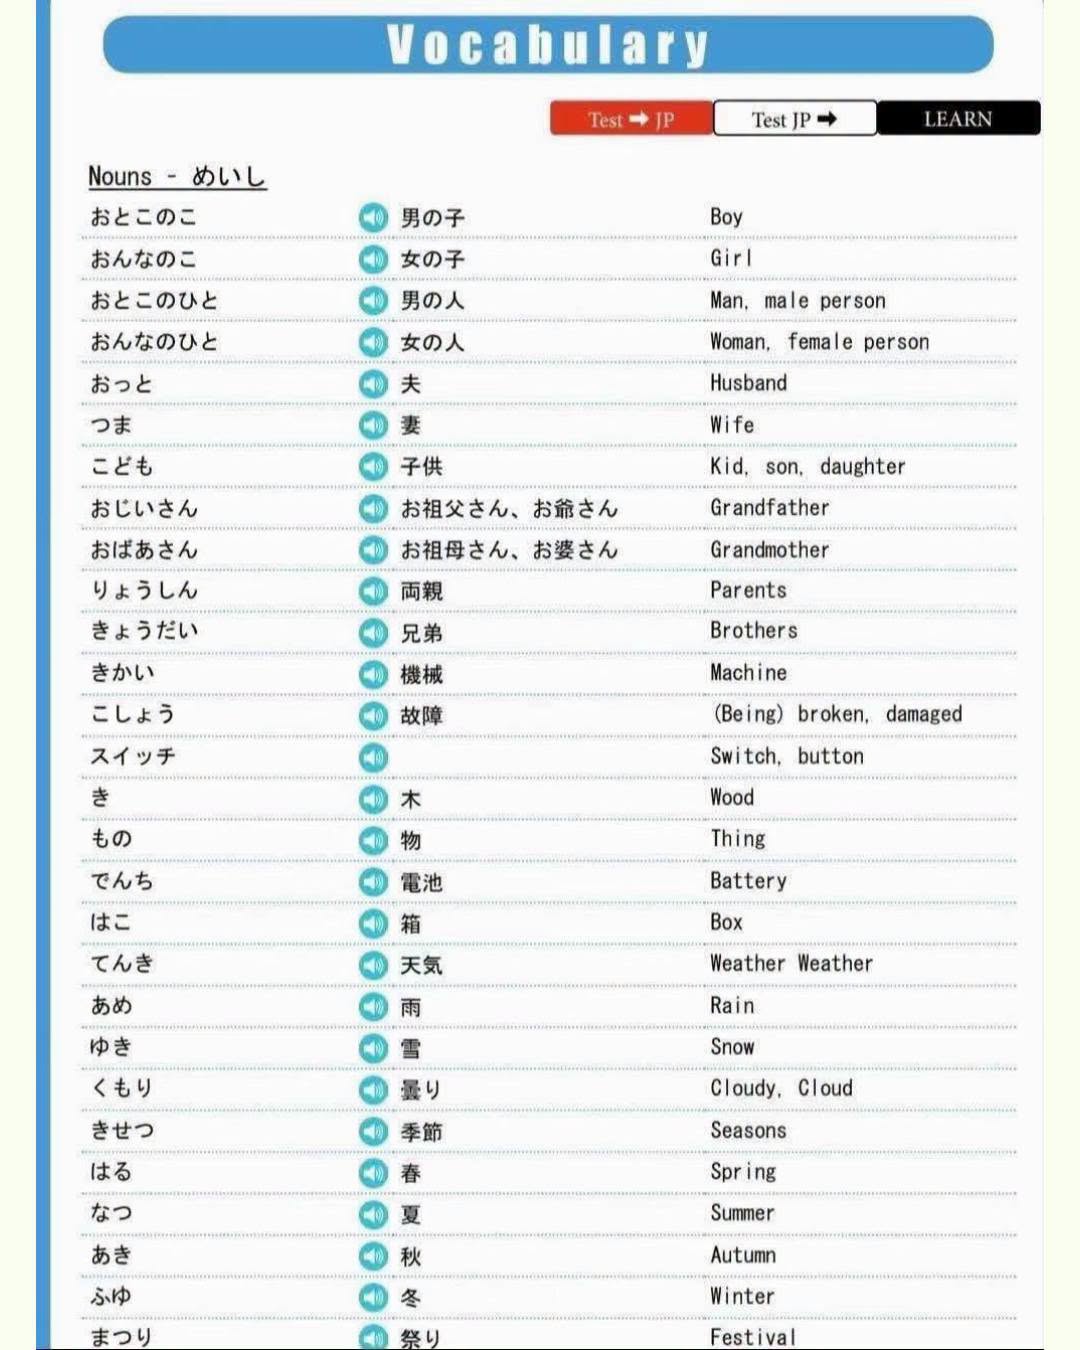 Vocabulary
Test ➡ JP Test JP ➡ LEARN
Nouns - めいし
おとこのこ 男の子 Boy
おんなのこ 女の子 Girl
おとこのひと 男の人 Man, male person
おんなのひと 女の人 Woman, female person
おっと 夫 Husband
つま 妻 Wife
こども 子供 Kid, son, daughter
おじいさん お祖父さん、お爺さん Grandfather
おばあさん お祖母さん、お婆さん Grandmother
りょうしん 両親 Parents
きょうだい 兄弟 Brothers
きかい 機械 Machine
こしょう 故障 (Being) broken, damaged
スイッチ Switch, button
き 木 Wood
もの 物 Thing
でんち 電池 Battery
はこ 箱 Box
てんき 天気 Weather Weather
あめ 雨 Rain
ゆき 雪 Snow
くもり 曇り Cloudy, Cloud
きせつ 季節 Seasons
はる 春 Spring
なつ 夏 Summer
あき 秋 Autumn
ふゆ 冬 Winter
まつり 祭り Festival